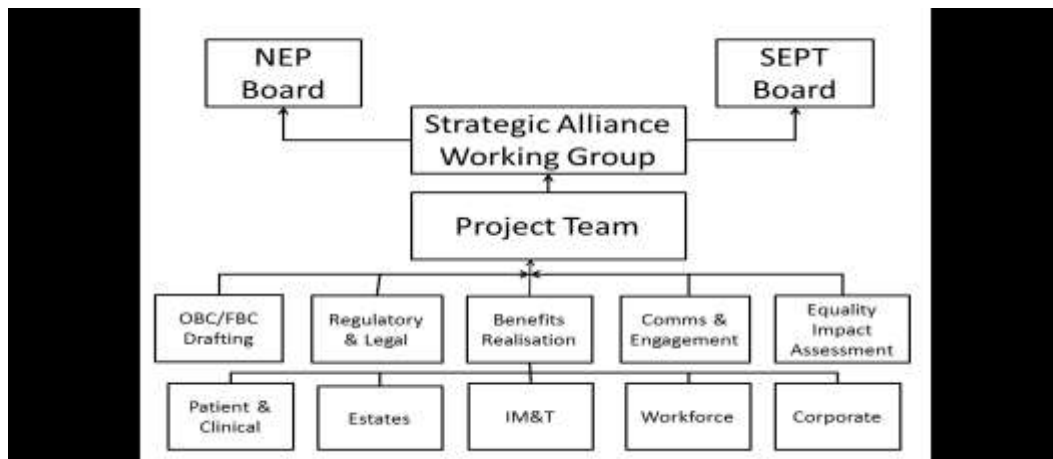 NEP
Board
SEPT
Board
Strategic Alliance
Working Group
Project Team
OBC/FBC
Drafting
Regulatory
& Legal
Benefits
Realisation
Comms &
Engagement
Equality
Impact
Assessment
Patient &
Clinical
Estates
IM&T
Workforce
Corporate